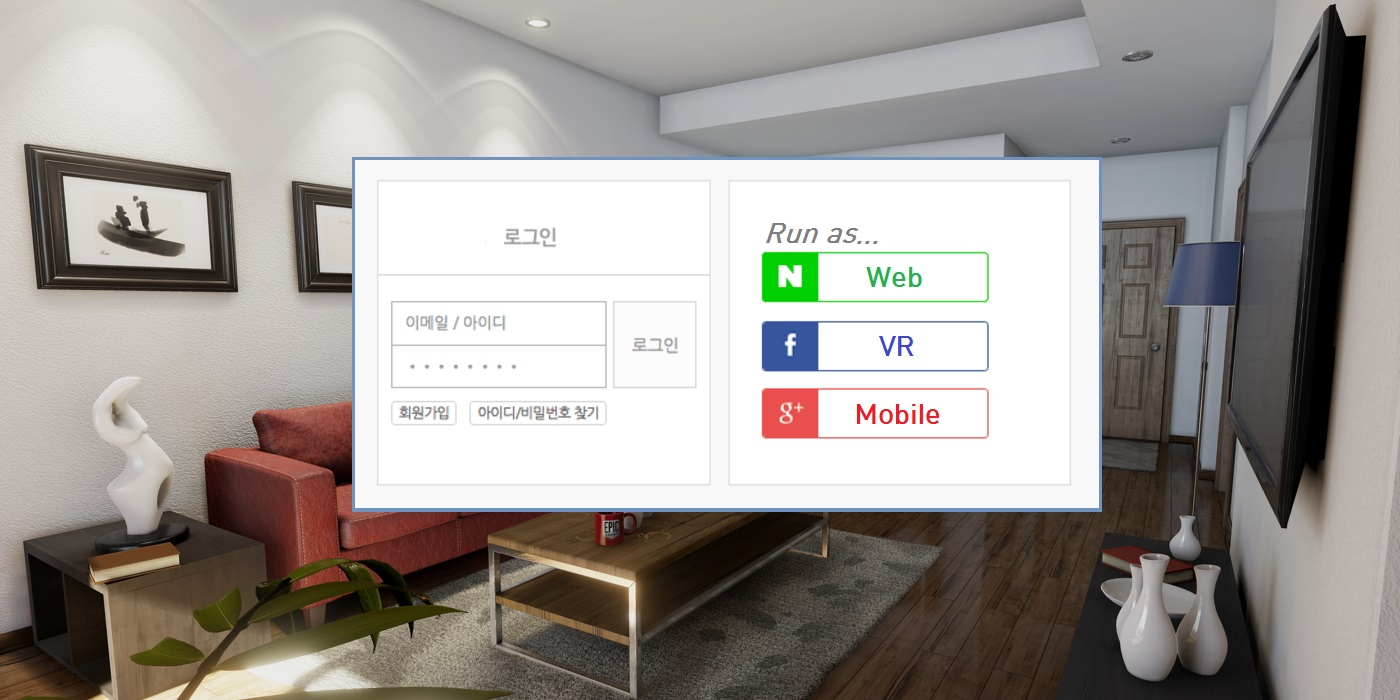 로그인
이메일 / 아이디
로그인
회원가입
아이디/비밀번호 찾기
Run as...
N Web
f VR
g+ Mobile
EPIC